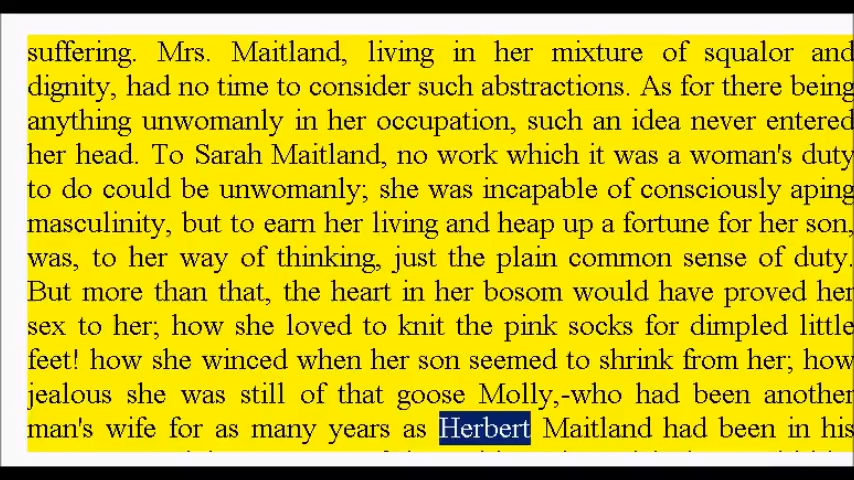 suffering. Mrs. Maitland, living in her mixture of squalor and
dignity, had no time to consider such abstractions. As for there being
anything unwomanly in her occupation, such an idea never entered
her head. To Sarah Maitland, no work which it was a woman's duty
to do could be unwomanly; she was incapable of consciously aping
masculinity, but to earn her living and heap up a fortune for her son,
was, to her way of thinking, just the plain common sense of duty.
But more than that, the heart in her bosom would have proved her
sex to her; how she loved to knit the pink socks for dimpled little
feet! how she winced when her son seemed to shrink from her; how
jealous she was still of that goose Molly,-who had been another
man's wife for as many years as Herbert Maitland had been in his